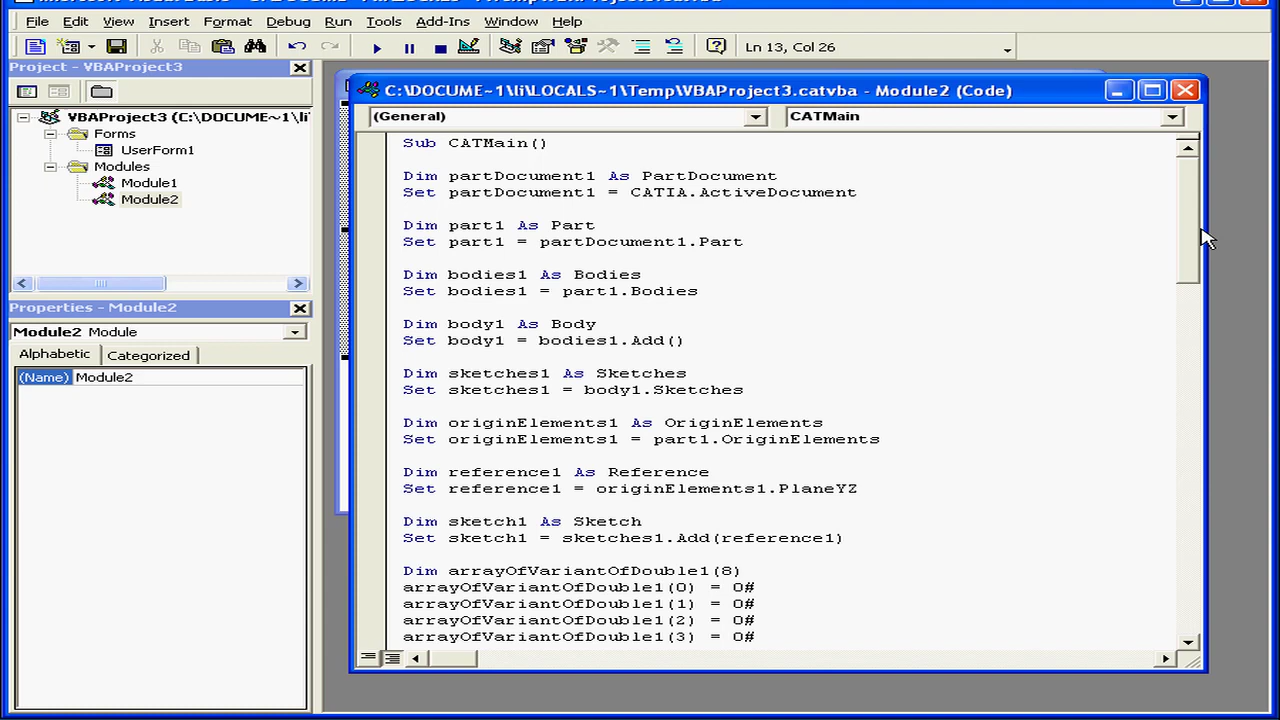 File Edit View Insert Format Debug Run Tools Add-Ins Window Help
Ln 13, Col 26
Project - VBAProject3
VBAProject3 (C:\DOCUME~1\li'
Forms
UserForm1
Modules
Module1
Module2
Properties - Module2
Module2 Module
Alphabetic Categorized
(Name) Module2
C:\DOCUME~1\li\LOCALS~1\Temp\VBAProject3.catvba - Module2 (Code)
(General) CATMain
Sub CATMain()
Dim partDocument1 As PartDocument
Set partDocument1 = CATIA.ActiveDocument
Dim part1 As Part
Set part1 = partDocument1.Part
Dim bodies1 As Bodies
Set bodies1 = part1.Bodies
Dim body1 As Body
Set body1 = bodies1.Add()
Dim sketches1 As Sketches
Set sketches1 = body1.Sketches
Dim originElements1 As OriginElements
Set originElements1 = part1.OriginElements
Dim reference1 As Reference
Set reference1 = originElements1.PlaneYZ
Dim sketch1 As Sketch
Set sketch1 = sketches1.Add(reference1)
Dim arrayOfVariantOfDouble1(8)
arrayOfVariantOfDouble1(0) = 0#
arrayOfVariantOfDouble1(1) = 0#
arrayOfVariantOfDouble1(2) = 0#
arrayOfVariantOfDouble1(3) = 0#